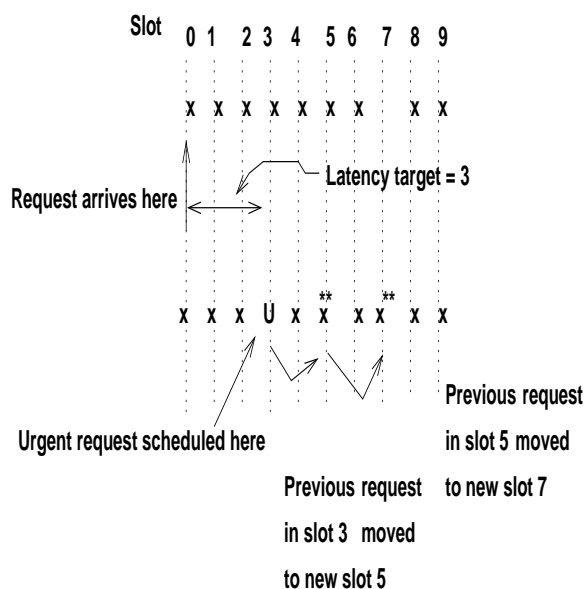 Slot 0 1 2 3 4 5 6 7 8 9
x x x x x x x x x
Latency target = 3
Request arrives here
** **
x x x U x x x x x x
Previous request
in slot 5 moved
to new slot 7
Urgent request scheduled here
Previous request
in slot 3 moved
to new slot 5